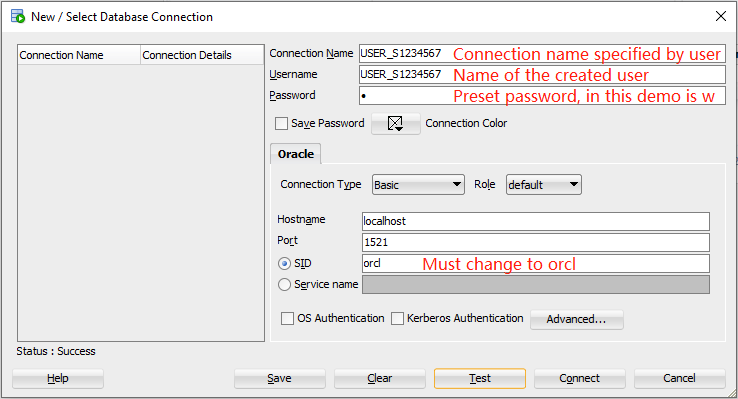 New / Select Database Connection
Connection Name Connection Details
Connection Name USER_S1234567 Connection name specified by user
Username USER_S1234567 Name of the created user
Password • Preset password, in this demo is w
Save Password Connection Color
Oracle
Connection Type Basic Role default
Hostname localhost
Port 1521
SID orcl Must change to orcl
Service name
OS Authentication Kerberos Authentication Advanced...
Status : Success
Help Save Clear Test Connect Cancel